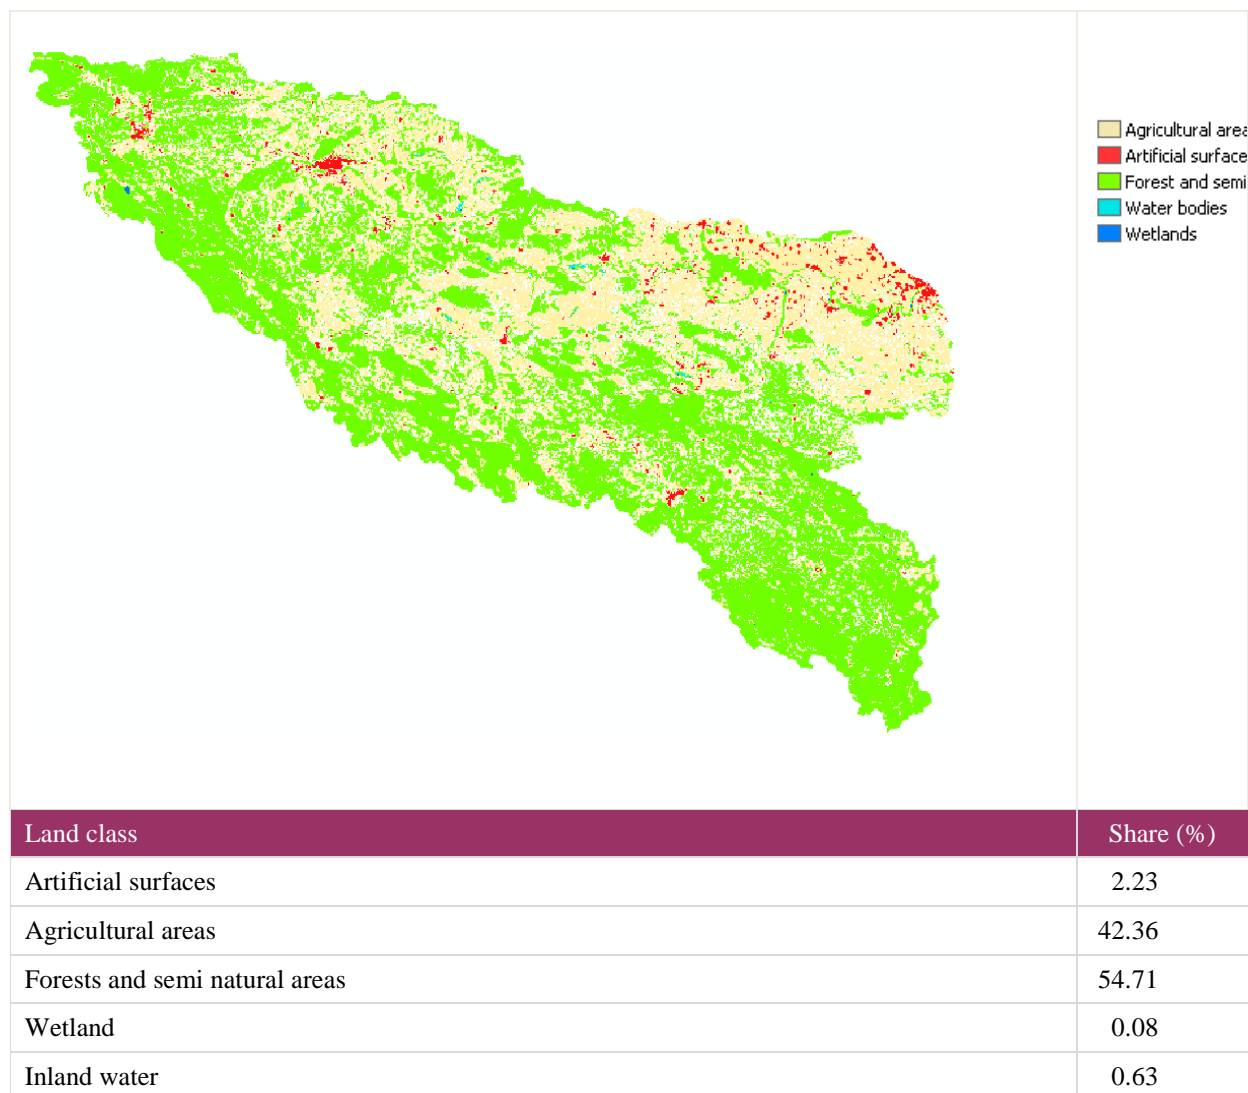 Agricultural area
Artificial surface
Forest and semi
Water bodies
Wetlands
Land class Share (%)
Artificial surfaces 2.23
Agricultural areas 42.36
Forests and semi natural areas 54.71
Wetland 0.08
Inland water 0.63